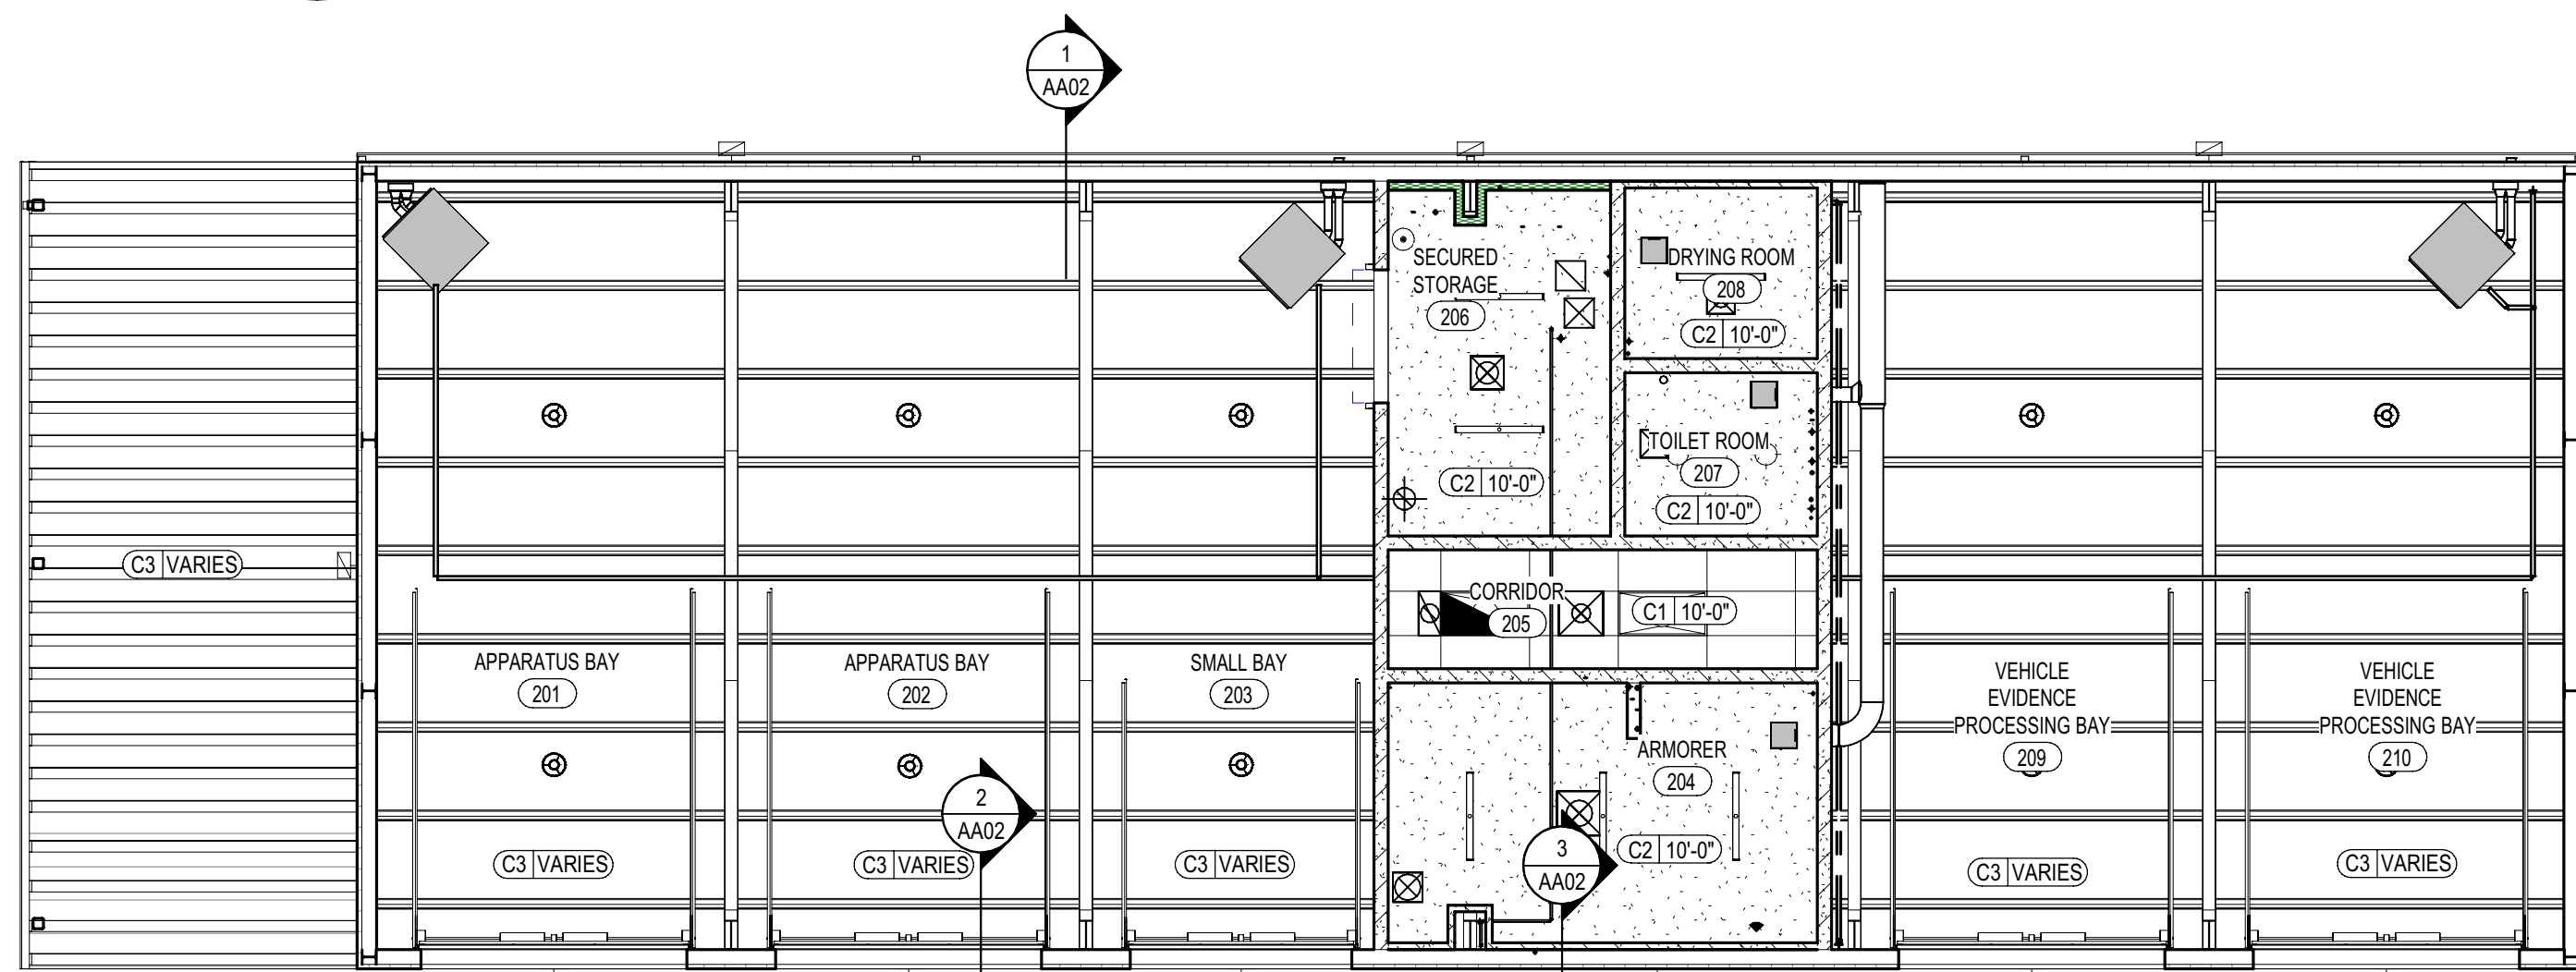 1
AA02
SECURED
STORAGE
206
DRYING ROOM
208
C2 10'-0"
TOILET ROOM
207
C2 10'-0"
C2 10'-0"
C3 VARIES
CORRIDOR
205
C1 10'-0"
APPARATUS BAY
201
APPARATUS BAY
202
SMALL BAY
203
VEHICLE
EVIDENCE
PROCESSING BAY
209
VEHICLE
EVIDENCE
PROCESSING BAY
210
ARMORER
204
2
AA02
3
AA02
C2 10'-0"
C3 VARIES
C3 VARIES
C3 VARIES
C3 VARIES
C3 VARIES